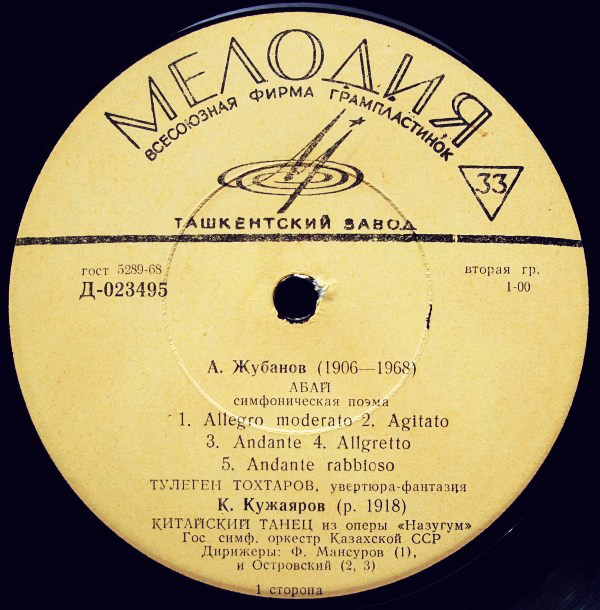 МЕЛОДИЯ
ВСЕСОЮЗНАЯ ФИРМА ГРАМПЛАСТИНОК
33
ТАШКЕНТСКИЙ ЗАВОД
гост 5289-68
Д-023495
вторая гр.
1-00
А. Жубанов (1906—1968)
АБАЙ
симфоническая поэма
1. Allegro moderato 2. Agitato
3. Andante 4. Allgretto
5. Andante rabbioso
ТУЛЕГЕН ТОХТАРОВ, увертюра-фантазия
К. Кужаяров (р. 1918)
КИТАЙСКИЙ ТАНЕЦ из оперы «Назугум»
Гос. симф. оркестр Казахской ССР
Дирижеры: Ф. Мансуров (1),
и Островский (2, 3)
1 сторона